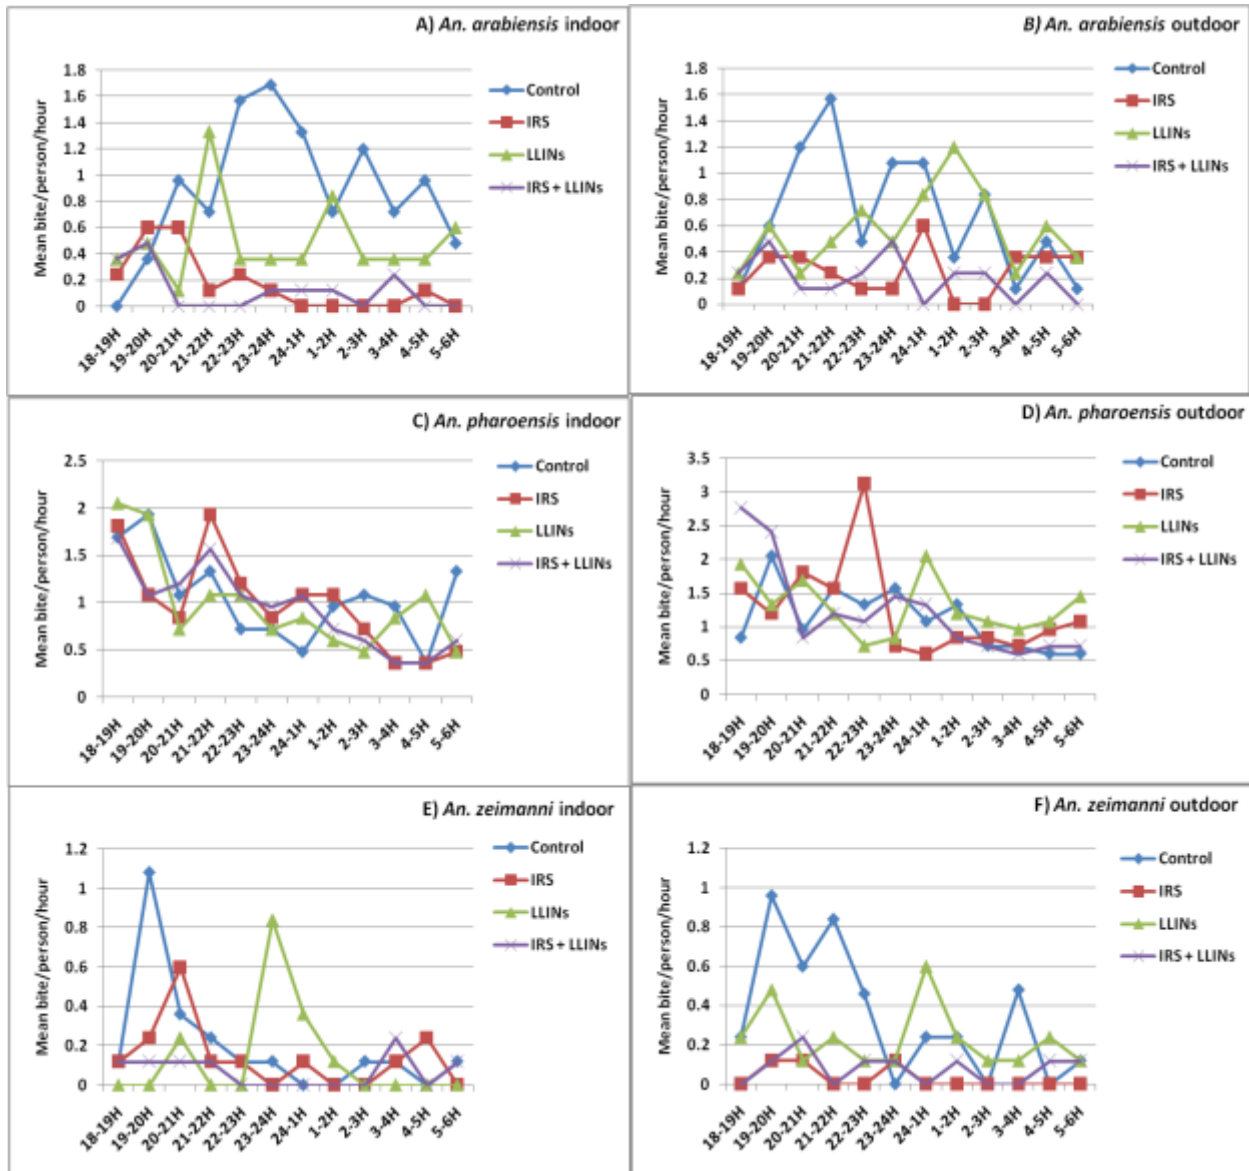 A) An. arabiensis indoor
Mean bite/person/hour
1.8
1.6
1.4
1.2
1
0.8
0.6
0.4
0.2
0
18-19H
19-20H
20-21H
21-22H
22-23H
23-24H
24-1H
1-2H
2-3H
3-4H
4-5H
5-6H
Control
IRS
LLINs
IRS + LLINs
B) An. arabiensis outdoor
Mean bite/person/hour
1.8
1.6
1.4
1.2
1
0.8
0.6
0.4
0.2
0
18-19H
19-20H
20-21H
21-22H
22-23H
23-24H
24-1H
1-2H
2-3H
3-4H
4-5H
5-6H
Control
IRS
LLINs
IRS + LLINs
C) An. pharoensis indoor
Mean bite/person/hour
2.5
2
1.5
1
0.5
0
18-19H
19-20H
20-21H
21-22H
22-23H
23-24H
24-1H
1-2H
2-3H
3-4H
4-5H
5-6H
Control
IRS
LLINs
IRS + LLINs
D) An. pharoensis outdoor
Mean bite/person/hour
3.5
3
2.5
2
1.5
1
0.5
0
18-19H
19-20H
20-21H
21-22H
22-23H
23-24H
24-1H
1-2H
2-3H
3-4H
4-5H
5-6H
Control
IRS
LLINs
IRS + LLINs
E) An. zeimanni indoor
Mean bite/person/hour
1.2
1
0.8
0.6
0.4
0.2
0
18-19H
19-20H
20-21H
21-22H
22-23H
23-24H
24-1H
1-2H
2-3H
3-4H
4-5H
5-6H
Control
IRS
LLINs
IRS + LLINs
F) An. zeimanni outdoor
Mean bite/person/hour
1.2
1
0.8
0.6
0.4
0.2
0
18-19H
19-20H
20-21H
21-22H
22-23H
23-24H
24-1H
1-2H
2-3H
3-4H
4-5H
5-6H
Control
IRS
LLINs
IRS + LLINs